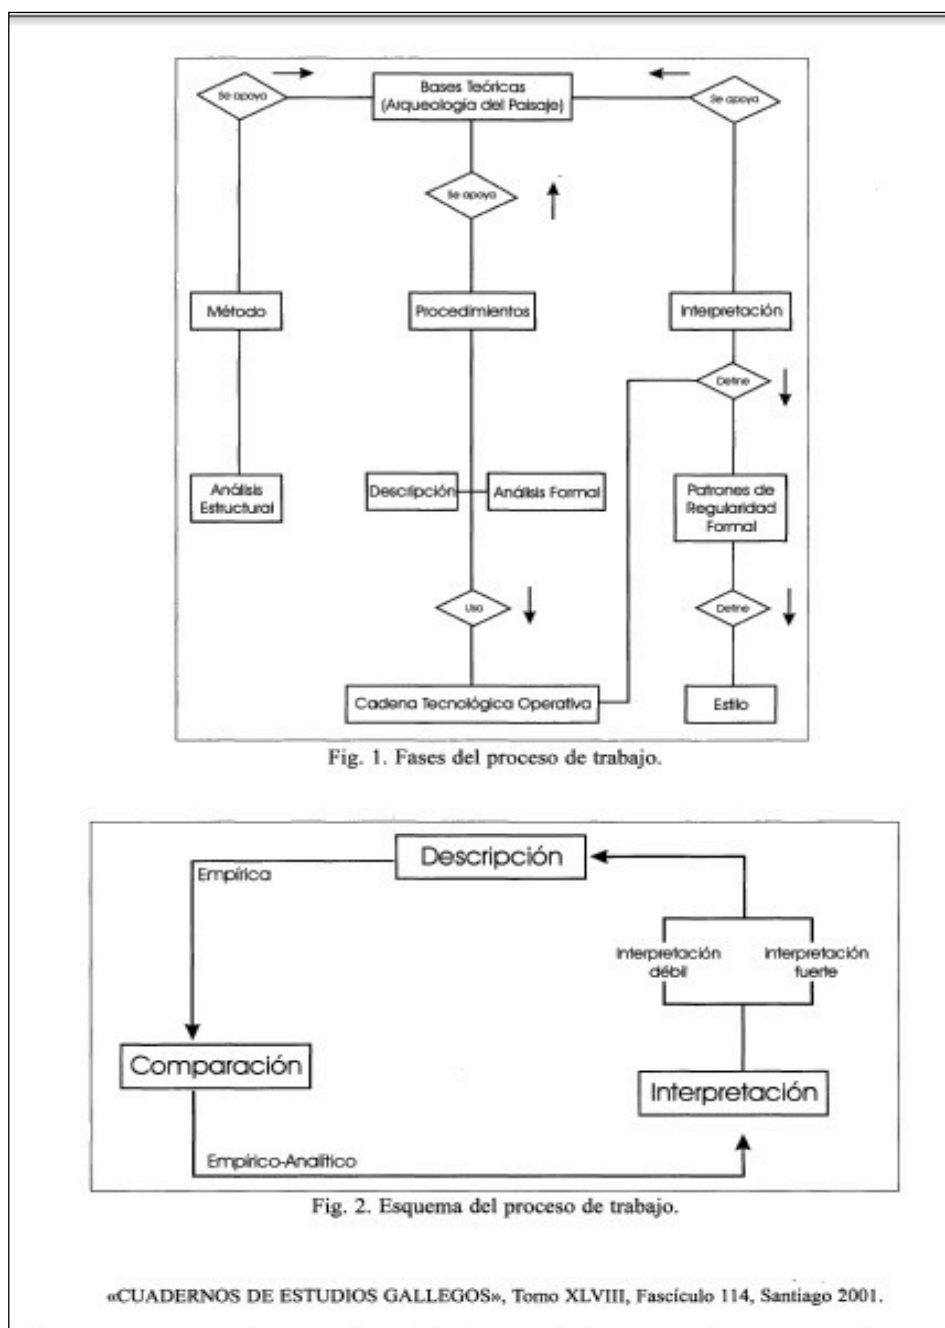 Se apoya
Bases Teóricas
(Arqueología del Paisaje)
Se apoya
Se apoya
Método
Procedimientos
Interpretación
Define
Análisis
Estructural
Descripción
Análisis Formal
Patrones de
Regularidad
Formal
Usa
Define
Cadena Tecnológica Operativa
Estilo
Fig. 1. Fases del proceso de trabajo.
Descripción
Empírica
Interpretación
débil
Interpretación
fuerte
Comparación
Interpretación
Empírico-Analítico
Fig. 2. Esquema del proceso de trabajo.
«CUADERNOS DE ESTUDIOS GALLEGOS», Tomo XLVIII, Fascículo 114, Santiago 2001.